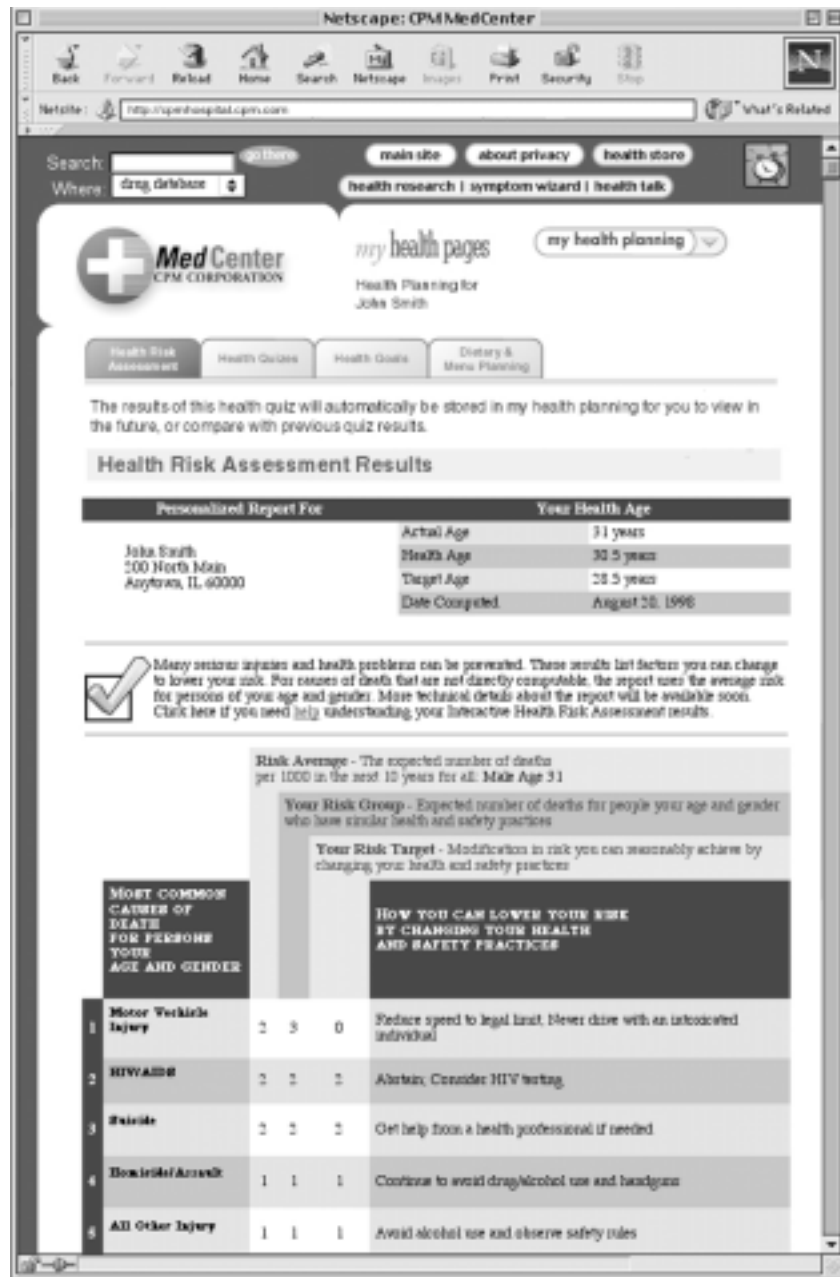 Netscape: CPM MedCenter
Back Forward Reload Home Search Netscape Images Print Security Stop
N
Netsite: http://cpmhospital.cpm.com What's Related
Search: go there main site about privacy health store
Where: drug database health research | symptom wizard | health talk
Med Center
CPM CORPORATION
my health pages
my health planning
Health Planning for
John Smith
Health Risk
Assessment
Health Quizes
Health Goals
Dietary &
Menu Planning
The results of this health quiz will automatically be stored in my health planning for you to view in
the future, or compare with previous quiz results.
Health Risk Assessment Results
Personalized Report For
Your Health Age
John Smith
200 North Main
Anytown, IL 60000
Actual Age 31 years
Health Age 30.5 years
Target Age 28.5 years
Date Computed August 20, 1998
Many serious injuries and health problems can be prevented. These results list factors you can change
to lower your risk. For causes of death that are not directly computable, the report uses the average risk
for persons of your age and gender. More technical details about the report will be available soon.
Click here if you need help understanding your Interactive Health Risk Assessment results.
Risk Average - The expected number of deaths
per 1000 in the next 10 years for all: Male Age 31
Your Risk Group - Expected number of deaths for people your age and gender
who have similar health and safety practices
Your Risk Target - Modification in risk you can reasonably achieve by
changing your health and safety practices
MOST COMMON
CAUSES OF
DEATH
FOR PERSONS
YOUR
AGE AND GENDER
HOW YOU CAN LOWER YOUR RISK
BY CHANGING YOUR HEALTH
AND SAFETY PRACTICES
1 Motor Vechicle
Injury 2 3 0 Reduce speed to legal limit, Never drive with an intoxicated
individual
2 HIV/AIDS 2 2 2 Abstain; Consider HIV testing
3 Suicide 2 2 2 Get help from a health professional if needed
4 Homicide/Assault 1 1 1 Continue to avoid drug/alcohol use and handguns
5 All Other Injury 1 1 1 Avoid alcohol use and observe safety rules